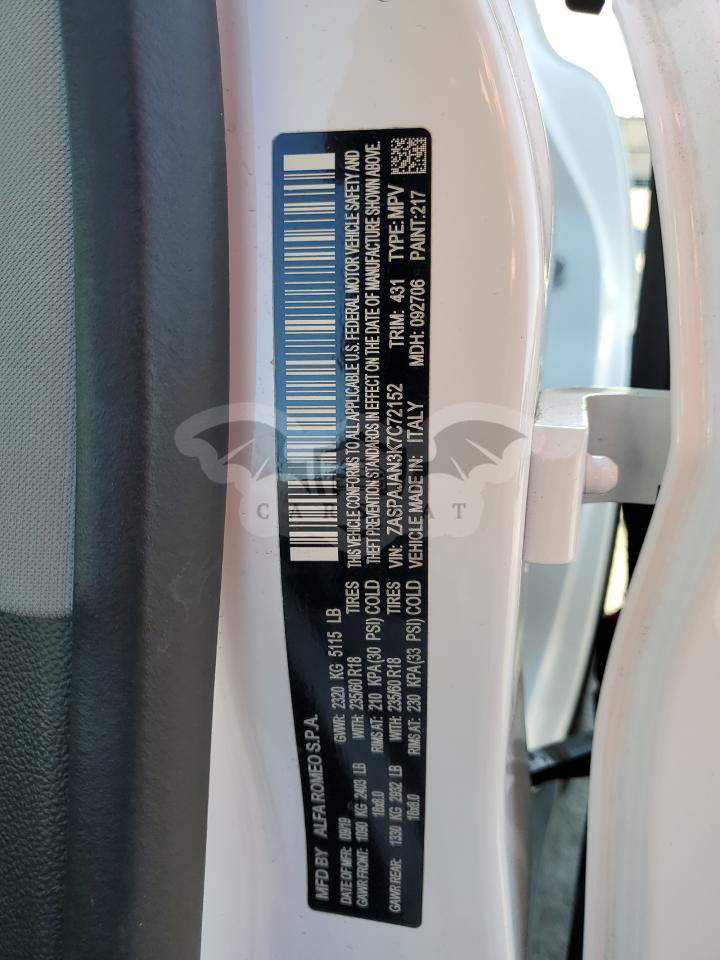 MFD BY ALFA ROMEO S.P.A.
DATE OF MFR: 09/19 GVWR: 2320 KG 5115 LB
GAWR FRONT: 1090 KG 2403 LB WITH: 235/60 R18 TIRES
18x8.0 RIMS AT: 210 KPA(30 PSI) COLD
GAWR REAR: 1330 KG 2932 LB WITH: 235/60 R18 TIRES
18x8.0 RIMS AT: 230 KPA(33 PSI) COLD
THIS VEHICLE CONFORMS TO ALL APPLICABLE U.S. FEDERAL MOTOR VEHICLE SAFETY AND
THEFT PREVENTION STANDARDS IN EFFECT ON THE DATE OF MANUFACTURE SHOWN ABOVE.
VIN: ZASPAJAN3K7C72152 TRIM: 431 TYPE: MPV
VEHICLE MADE IN: ITALY MDH: 092706 PAINT: 217